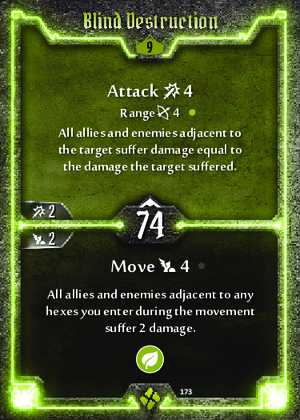 Blind Destruction
9
Attack 4
Range 4
All allies and enemies adjacent to
the target suffer damage equal to
the damage the target suffered.
2
74
2
Move 4
All allies and enemies adjacent to any
hexes you enter during the movement
suffer 2 damage.
173